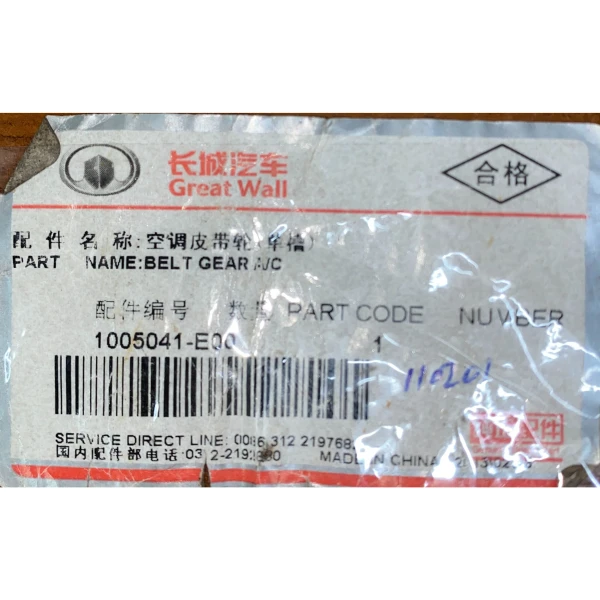 长城汽车
Great Wall
合格
配件名称:空调皮带轮(单槽)
PART NAME:BELT GEAR A/C
配件编号 数量 PART CODE NUMBER
1005041-E00 1
SERVICE DIRECT LINE: 0086 312 219768
国内配件部电话:
MADE IN CHINA
配件